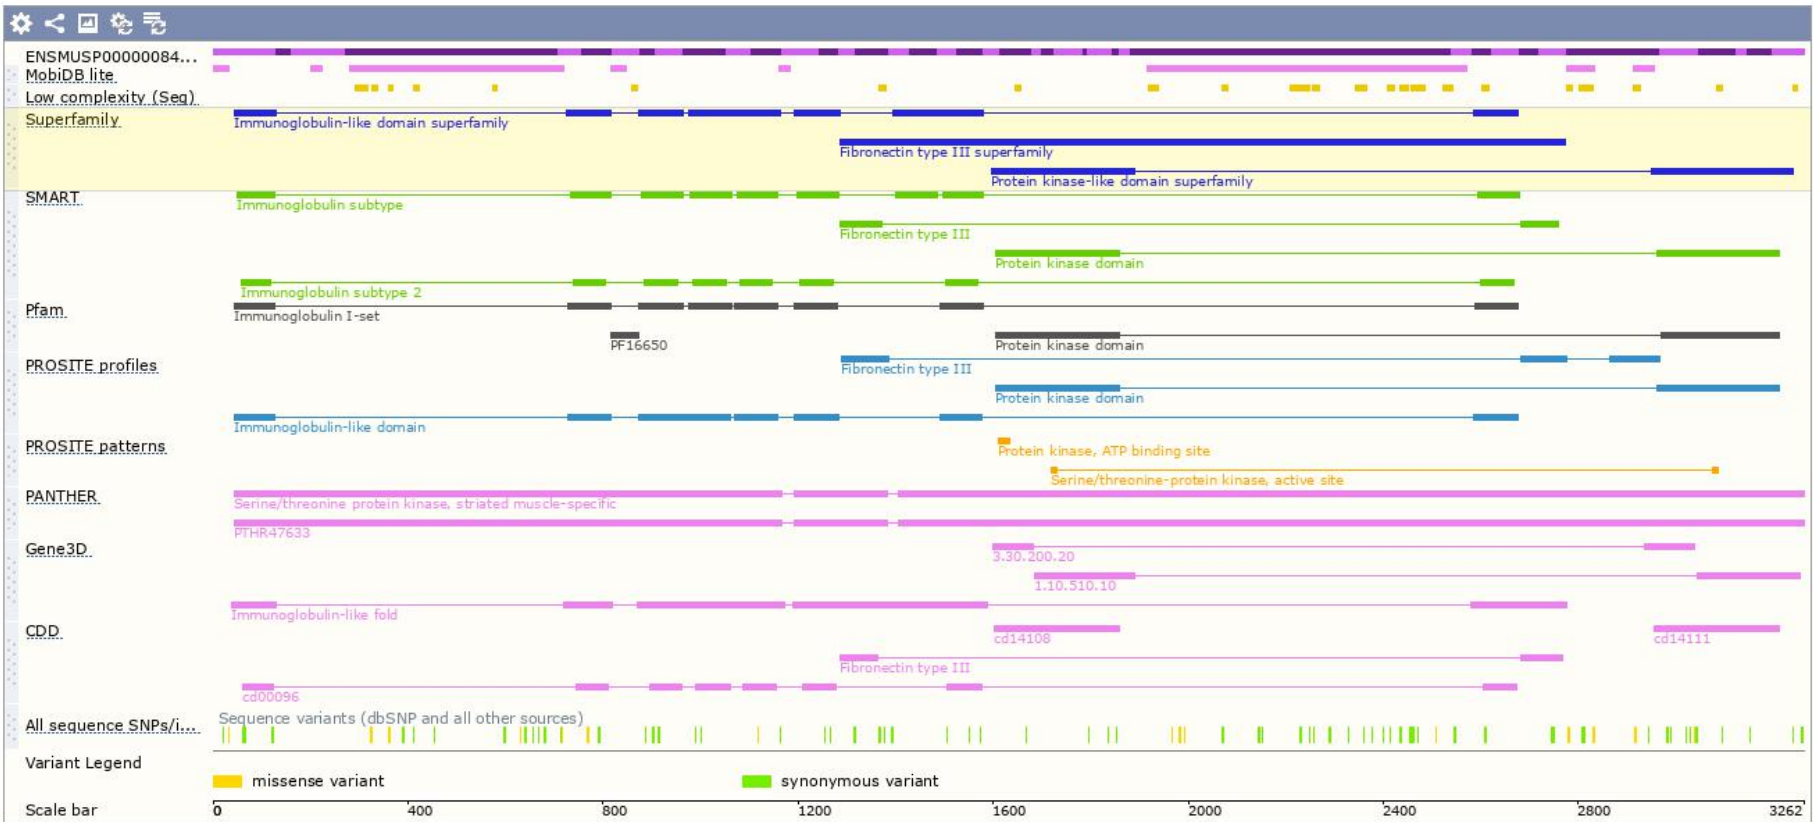 ENSMUSP00000084...
MobiDB lite
Low complexity (Seg)
Superfamily
Immunoglobulin-like domain superfamily
Fibronectin type III superfamily
Protein kinase-like domain superfamily
SMART
Immunoglobulin subtype
Fibronectin type III
Protein kinase domain
Immunoglobulin subtype 2
Pfam
Immunoglobulin I-set
PF16650
Protein kinase domain
PROSITE profiles
Fibronectin type III
Protein kinase domain
Immunoglobulin-like domain
PROSITE patterns
Protein kinase, ATP binding site
Serine/threonine-protein kinase, active site
PANTHER
Serine/threonine protein kinase, striated muscle-specific
PTHR47633
Gene3D
3.30.200.20
1.10.510.10
Immunoglobulin-like fold
CDD
cd14108 cd14111
Fibronectin type III
cd00096
All sequence SNPs/i... Sequence variants (dbSNP and all other sources)
Variant Legend
missense variant synonymous variant
Scale bar 0 400 800 1200 1600 2000 2400 2800 3262